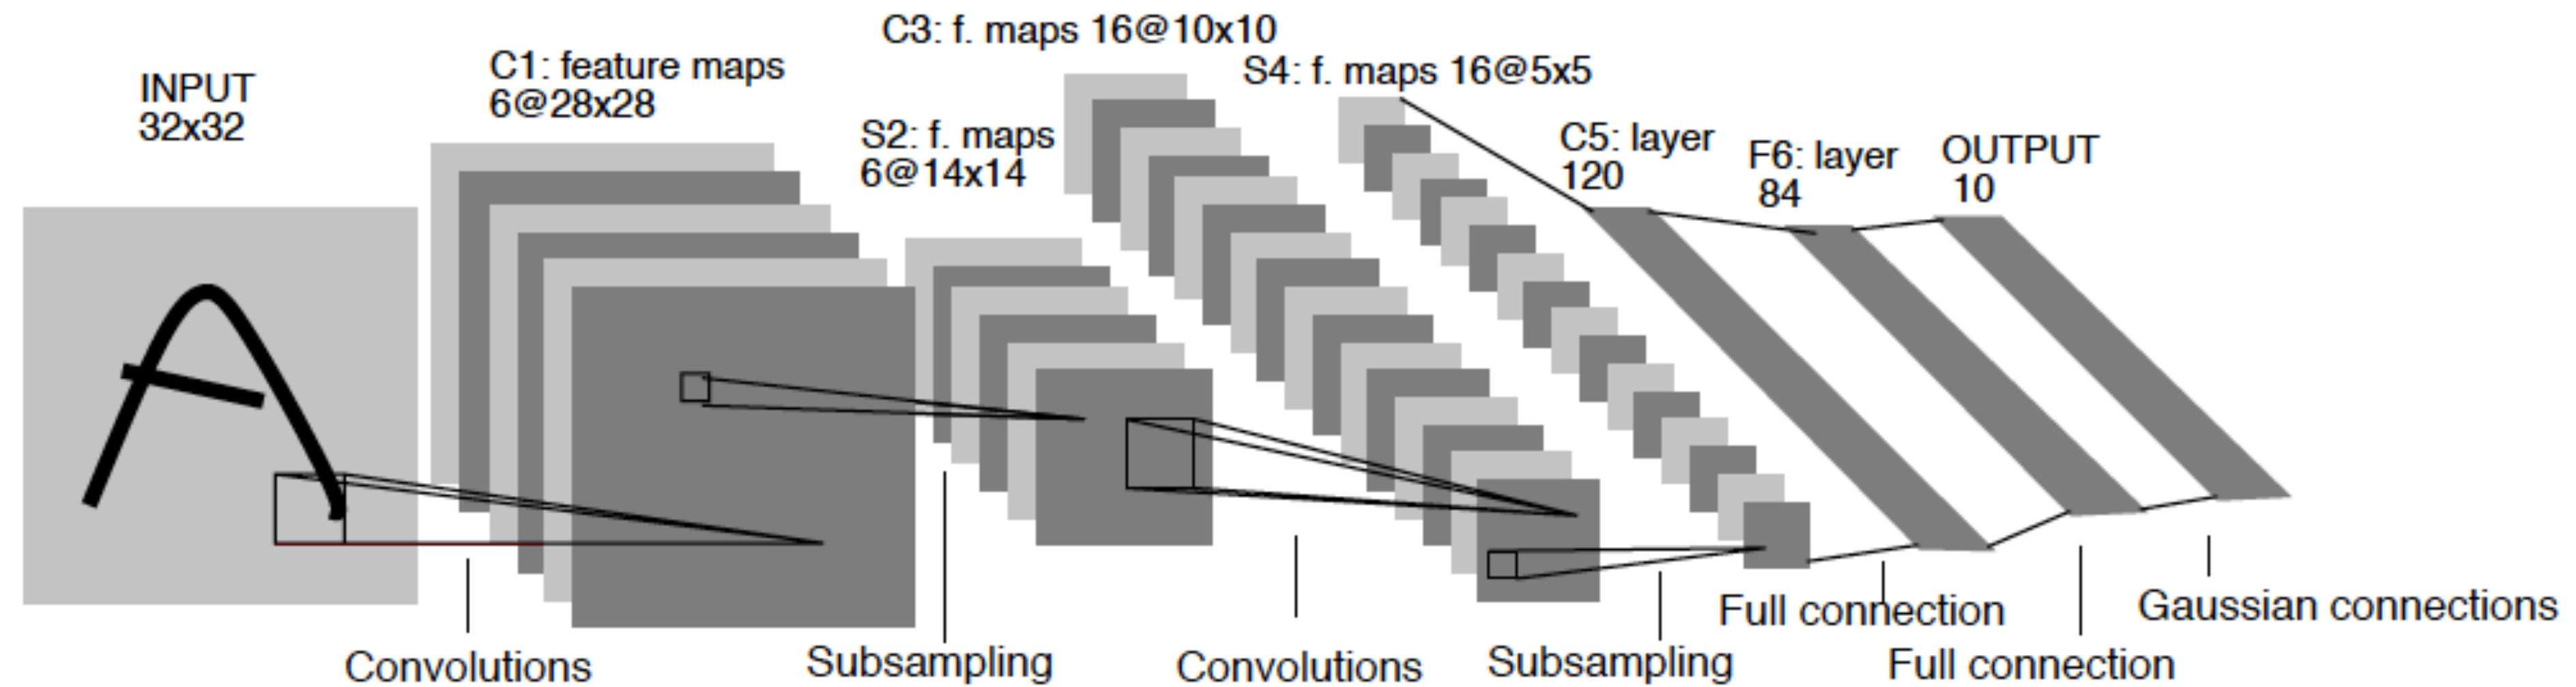 INPUT
32x32
C1: feature maps
6@28x28
S2: f. maps
6@14x14
C3: f. maps 16@10x10
S4: f. maps 16@5x5
C5: layer
120
F6: layer
84
OUTPUT
10
Convolutions
Subsampling
Convolutions
Subsampling
Full connection
Full connection
Gaussian connections